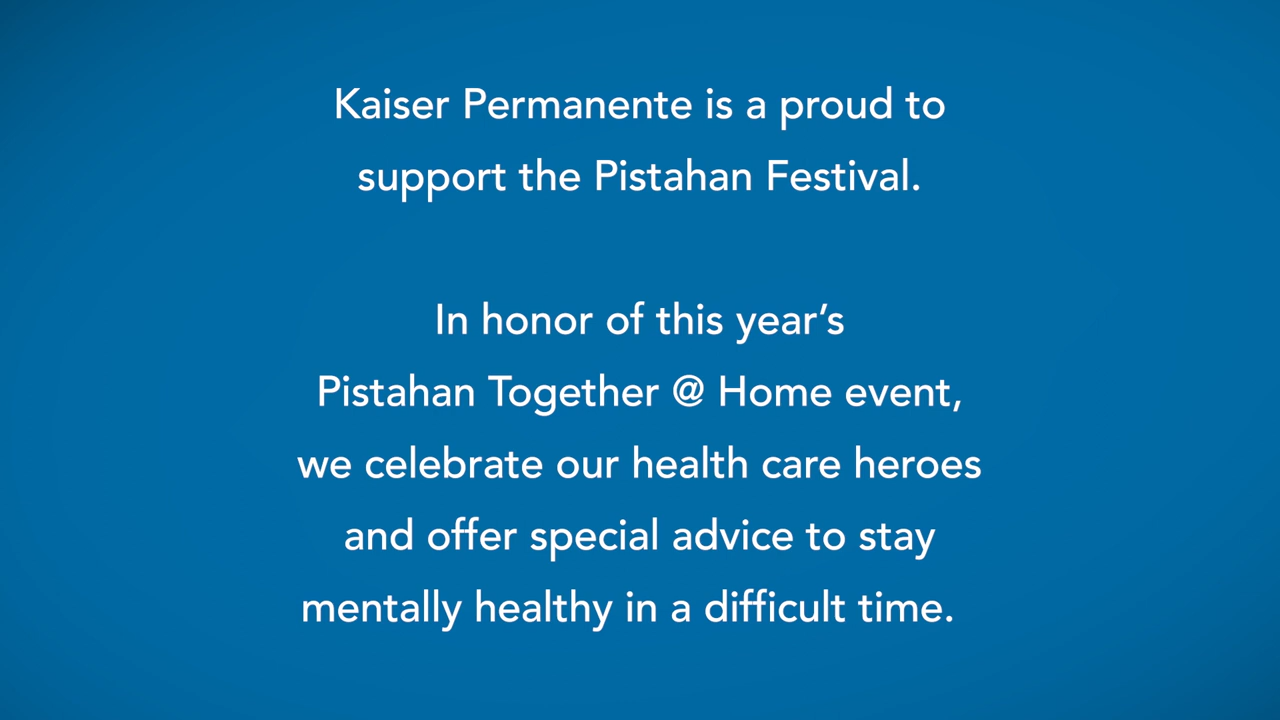 Kaiser Permanente is a proud to
support the Pistahan Festival.
In honor of this year’s
Pistahan Together @ Home event,
we celebrate our health care heroes
and offer special advice to stay
mentally healthy in a difficult time.